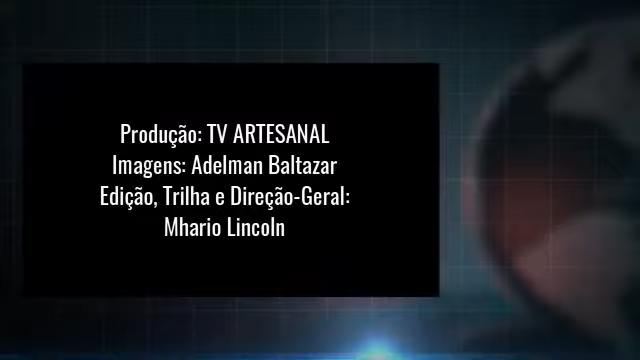 Produção: TV ARTESANAL
Imagens: Adelman Baltazar
Edição, Trilha e Direção-Geral:
Mhario Lincoln